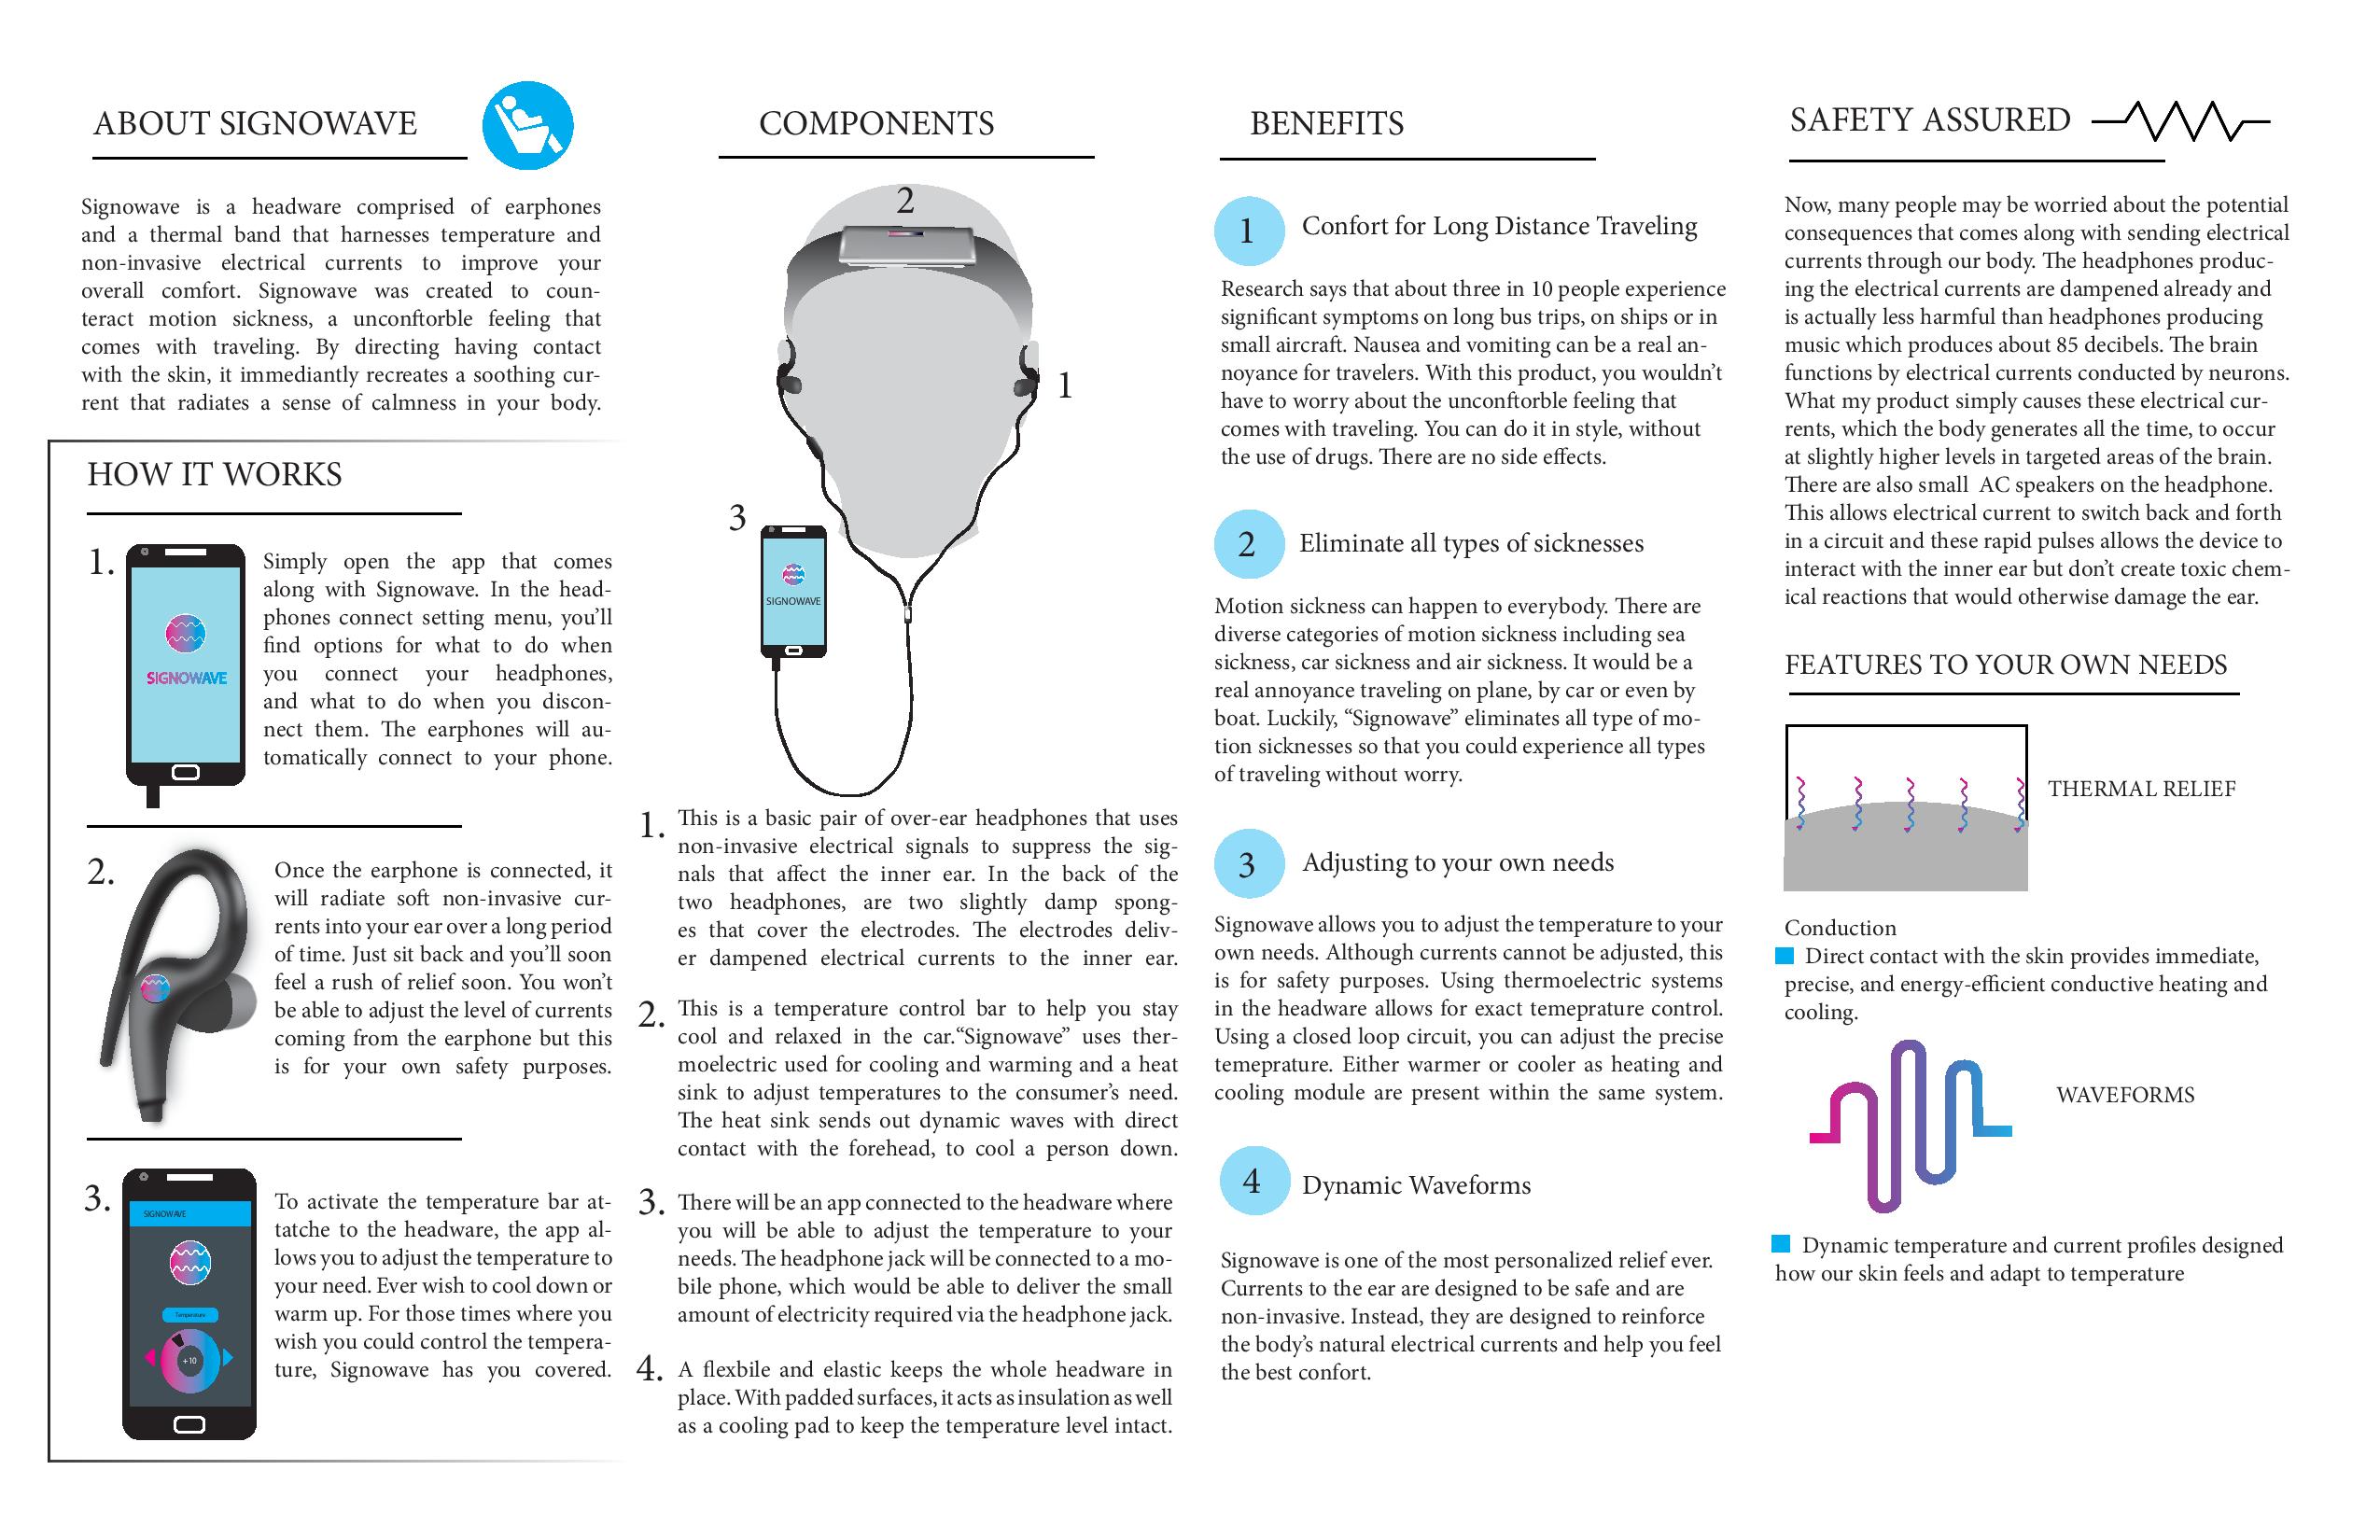 ABOUT SIGNOWAVE
Signowave is a headware comprised of earphones
and a thermal band that harnesses temperature and
non-invasive electrical currents to improve your
overall comfort. Signowave was created to coun-
teract motion sickness, a unconftorble feeling that
comes with traveling. By directing having contact
with the skin, it immediantly recreates a soothing cur-
rent that radiates a sense of calmness in your body.
HOW IT WORKS
1.
SIGNOWAVE
Simply open the app that comes
along with Signowave. In the head-
phones connect setting menu, you'll
find options for what to do when
you connect your headphones,
and what to do when you discon-
nect them. The earphones will au-
tomatically connect to your phone.
2.
Once the earphone is connected, it
will radiate soft non-invasive cur-
rents into your ear over a long period
of time. Just sit back and you'll soon
feel a rush of relief soon. You won't
be able to adjust the level of currents
coming from the earphone but this
is for your own safety purposes.
3.
SIGNOWAVE
Temperature
+10
To activate the temperature bar at-
tatche to the headware, the app al-
lows you to adjust the temperature to
your need. Ever wish to cool down or
warm up. For those times where you
wish you could control the tempera-
ture, Signowave has you covered.
COMPONENTS
2
1
3
SIGNOWAVE
1. This is a basic pair of over-ear headphones that uses
non-invasive electrical signals to suppress the sig-
nals that affect the inner ear. In the back of the
two headphones, are two slightly damp spong-
es that cover the electrodes. The electrodes deliv-
er dampened electrical currents to the inner ear.
2. This is a temperature control bar to help you stay
cool and relaxed in the car.“Signowave” uses ther-
moelectric used for cooling and warming and a heat
sink to adjust temperatures to the consumer's need.
The heat sink sends out dynamic waves with direct
contact with the forehead, to cool a person down.
3. There will be an app connected to the headware where
you will be able to adjust the temperature to your
needs. The headphone jack will be connected to a mo-
bile phone, which would be able to deliver the small
amount of electricity required via the headphone jack.
4. A flexbile and elastic keeps the whole headware in
place. With padded surfaces, it acts as insulation as well
as a cooling pad to keep the temperature level intact.
BENEFITS
1 Confort for Long Distance Traveling
Research says that about three in 10 people experience
significant symptoms on long bus trips, on ships or in
small aircraft. Nausea and vomiting can be a real an-
noyance for travelers. With this product, you wouldn't
have to worry about the unconftorble feeling that
comes with traveling. You can do it in style, without
the use of drugs. There are no side effects.
2 Eliminate all types of sicknesses
Motion sickness can happen to everybody. There are
diverse categories of motion sickness including sea
sickness, car sickness and air sickness. It would be a
real annoyance traveling on plane, by car or even by
boat. Luckily, “Signowave” eliminates all type of mo-
tion sicknesses so that you could experience all types
of traveling without worry.
3 Adjusting to your own needs
Signowave allows you to adjust the temperature to your
own needs. Although currents cannot be adjusted, this
is for safety purposes. Using thermoelectric systems
in the headware allows for exact temeprature control.
Using a closed loop circuit, you can adjust the precise
temeprature. Either warmer or cooler as heating and
cooling module are present within the same system.
4 Dynamic Waveforms
Signowave is one of the most personalized relief ever.
Currents to the ear are designed to be safe and are
non-invasive. Instead, they are designed to reinforce
the body's natural electrical currents and help you feel
the best confort.
SAFETY ASSURED
Now, many people may be worried about the potential
consequences that comes along with sending electrical
currents through our body. The headphones produc-
ing the electrical currents are dampened already and
is actually less harmful than headphones producing
music which produces about 85 decibels. The brain
functions by electrical currents conducted by neurons.
What my product simply causes these electrical cur-
rents, which the body generates all the time, to occur
at slightly higher levels in targeted areas of the brain.
There are also small AC speakers on the headphone.
This allows electrical current to switch back and forth
in a circuit and these rapid pulses allows the device to
interact with the inner ear but don't create toxic chem-
ical reactions that would otherwise damage the ear.
FEATURES TO YOUR OWN NEEDS
THERMAL RELIEF
Conduction
Direct contact with the skin provides immediate,
precise, and energy-efficient conductive heating and
cooling.
WAVEFORMS
Dynamic temperature and current profiles designed
how our skin feels and adapt to temperature